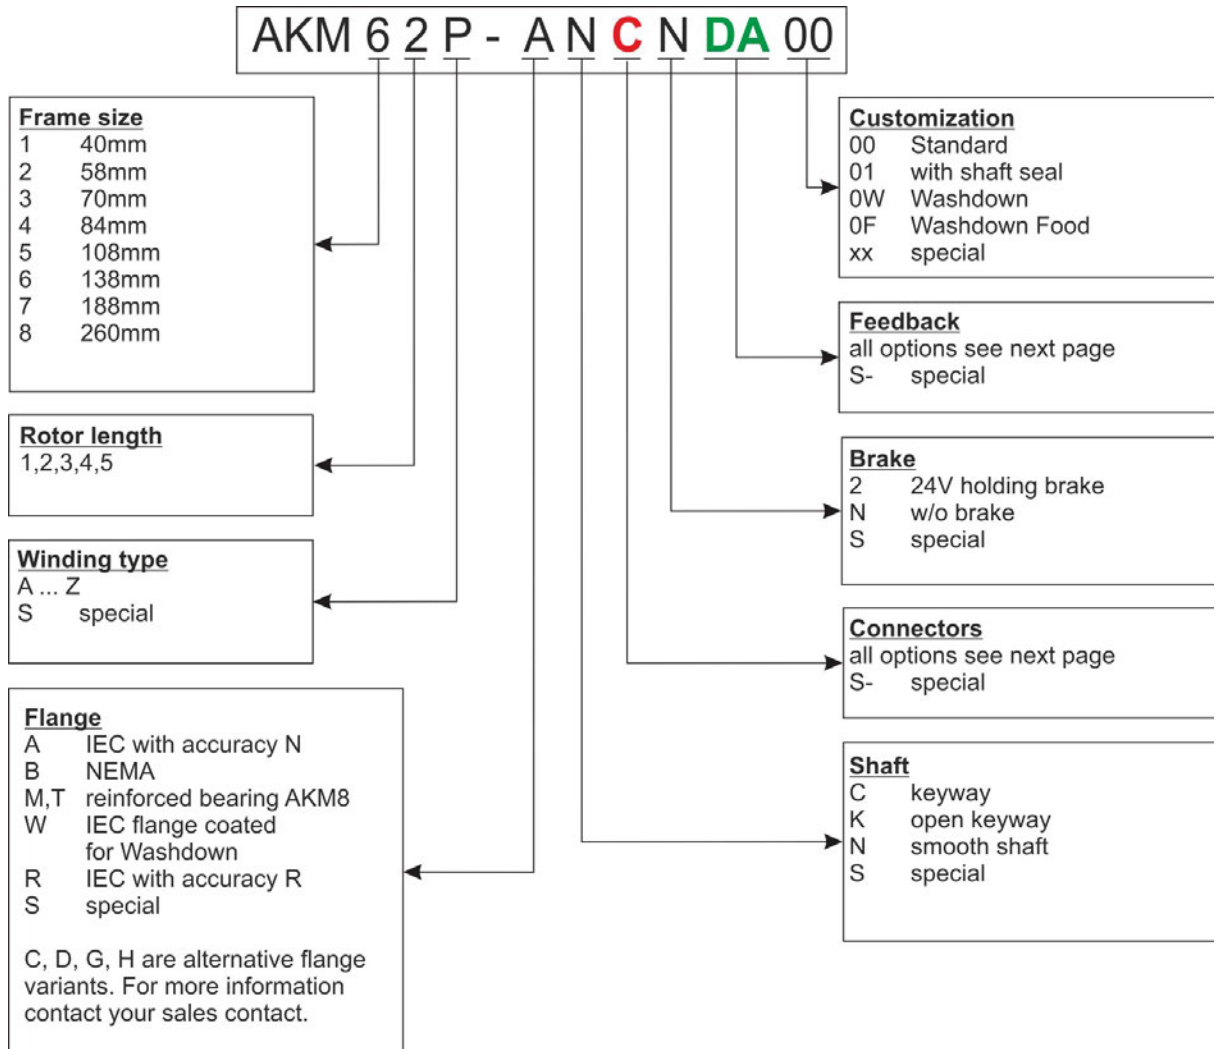 AKM 6 2 P - A N C N DA 00
Frame size
1 40mm
2 58mm
3 70mm
4 84mm
5 108mm
6 138mm
7 188mm
8 260mm
Rotor length
1,2,3,4,5
Winding type
A ... Z
S special
Flange
A IEC with accuracy N
B NEMA
M,T reinforced bearing AKM8
W IEC flange coated
for Washdown
R IEC with accuracy R
S special
C, D, G, H are alternative flange
variants. For more information
contact your sales contact.
Customization
00 Standard
01 with shaft seal
0W Washdown
0F Washdown Food
xx special
Feedback
all options see next page
S- special
Brake
2 24V holding brake
N w/o brake
S special
Connectors
all options see next page
S- special
Shaft
C keyway
K open keyway
N smooth shaft
S special